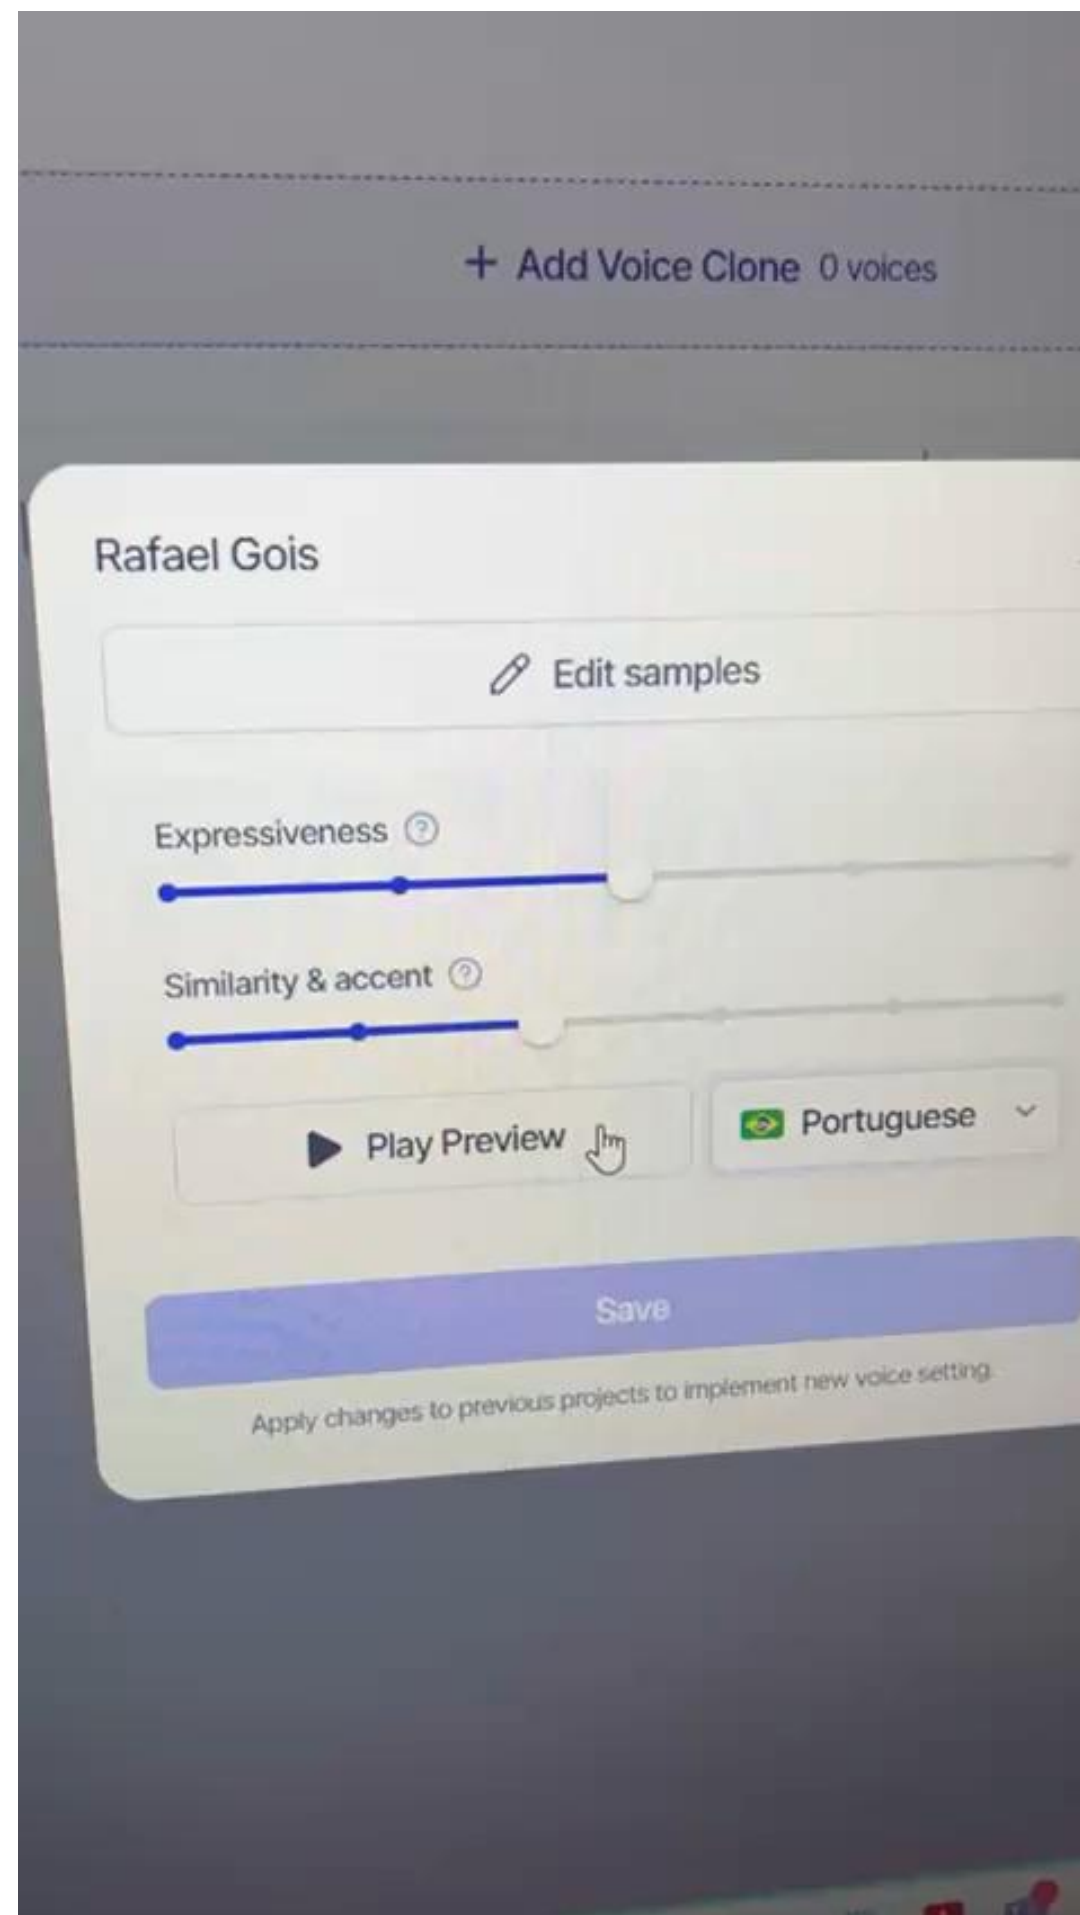 + Add Voice Clone 0 voices
Rafael Gois
Edit samples
Expressiveness ?
Similarity & accent ?
Play Preview
Portuguese
Save
Apply changes to previous projects to implement new voice setting.